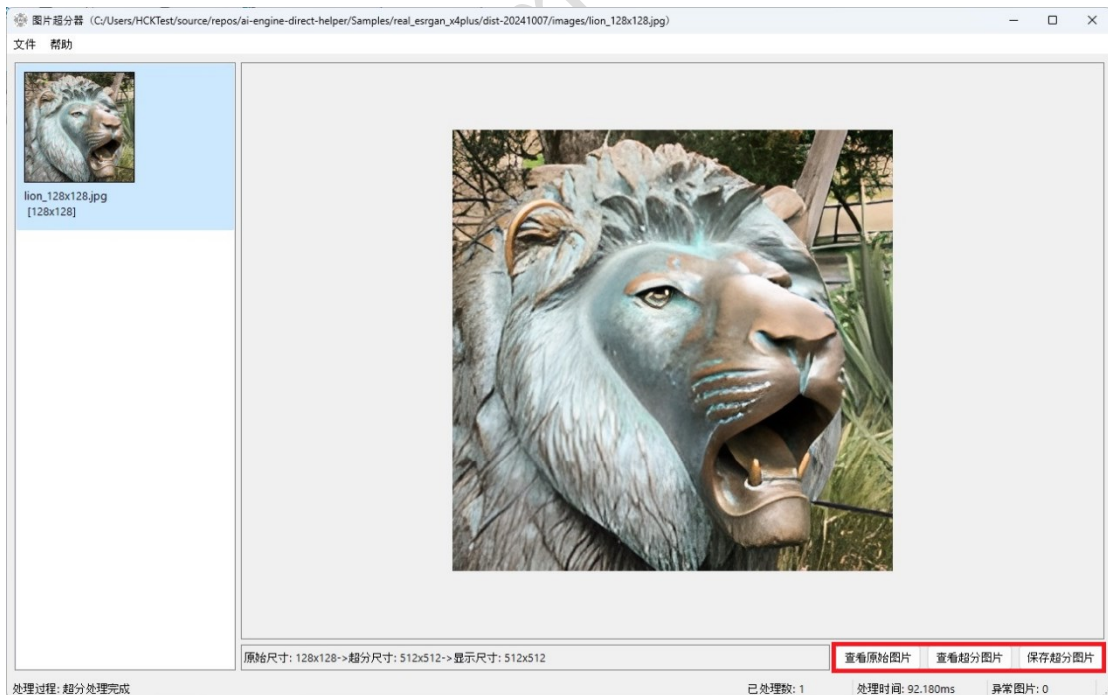 图片超分器（C:/Users/HCKTest/source/repos/ai-engine-direct-helper/Samples/real_esrgan_x4plus/dist-20241007/images/lion_128x128.jpg）
文件 帮助
lion_128x128.jpg
[128x128]
原始尺寸: 128x128->超分尺寸: 512x512->显示尺寸: 512x512
查看原始图片 查看超分图片 保存超分图片
处理过程: 超分处理完成 已处理数: 1 处理时间: 92.180ms 异常图片: 0